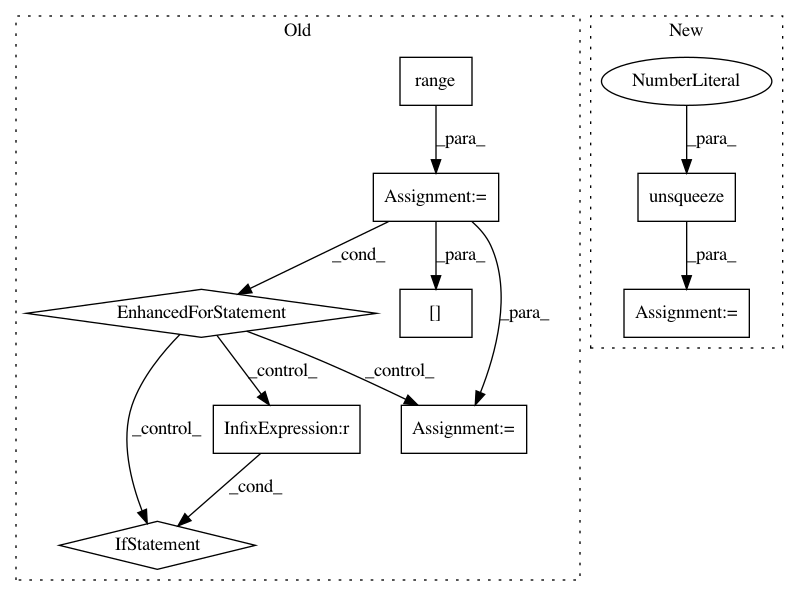 Old
New
range
NumberLiteral
_para_
_para_
Assignment:=
unsqueeze
_cond_
_para_
_para_
_para_
EnhancedForStatement
[]
Assignment:=
_control_
_control_
_control_
InfixExpression:r
Assignment:=
_cond_
IfStatement